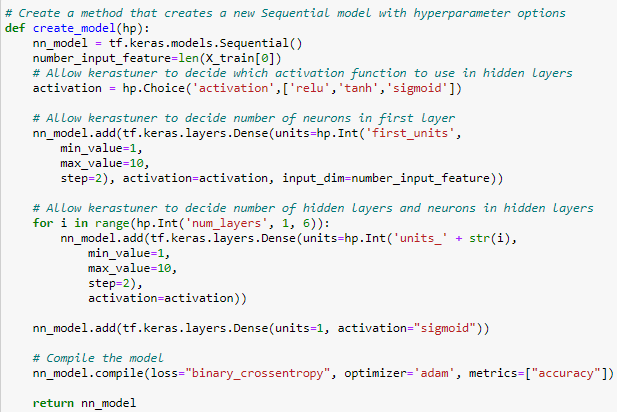 # Create a method that creates a new Sequential model with hyperparameter options
def create_model(hp):
    nn_model = tf.keras.models.Sequential()
    number_input_feature=len(X_train[0])
    # Allow kerastuner to decide which activation function to use in hidden layers
    activation = hp.Choice('activation',['relu','tanh','sigmoid'])

    # Allow kerastuner to decide number of neurons in first layer
    nn_model.add(tf.keras.layers.Dense(units=hp.Int('first_units',
        min_value=1,
        max_value=10,
        step=2), activation=activation, input_dim=number_input_feature))

    # Allow kerastuner to decide number of hidden layers and neurons in hidden layers
    for i in range(hp.Int('num_layers', 1, 6)):
        nn_model.add(tf.keras.layers.Dense(units=hp.Int('units_' + str(i),
            min_value=1,
            max_value=10,
            step=2),
            activation=activation))

    nn_model.add(tf.keras.layers.Dense(units=1, activation="sigmoid"))

    # Compile the model
    nn_model.compile(loss="binary_crossentropy", optimizer='adam', metrics=["accuracy"])

    return nn_model